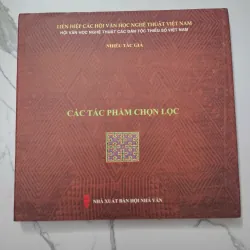 LIÊN HIỆP CÁC HỘI VĂN HỌC NGHỆ THUẬT VIỆT NAM
HỘI VĂN HỌC NGHỆ THUẬT CÁC DÂN TỘC THIỂU SỐ VIỆT NAM
NHIỀU TÁC GIẢ
CÁC TÁC PHẨM CHỌN LỌC
NHÀ XUẤT BẢN HỘI NHÀ VĂN